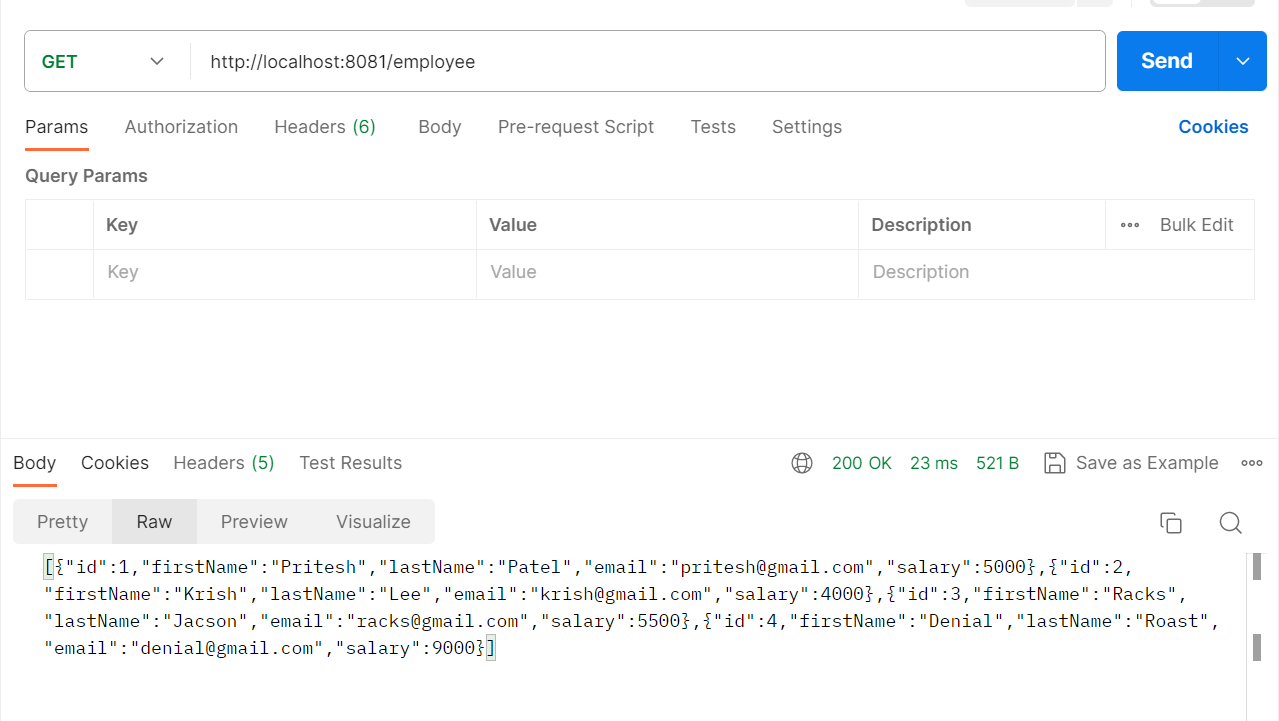 GET http://localhost:8081/employee Send
Params Authorization Headers (6) Body Pre-request Script Tests Settings Cookies
Query Params
Key Value Description Bulk Edit
Key Value Description
Body Cookies Headers (5) Test Results 200 OK 23 ms 521 B Save as Example
Pretty Raw Preview Visualize
[{"id":1,"firstName":"Pritesh","lastName":"Patel","email":"pritesh@gmail.com","salary":5000},{"id":2,
"firstName":"Krish","lastName":"Lee","email":"krish@gmail.com","salary":4000},{"id":3,"firstName":"Racks",
"lastName":"Jacson","email":"racks@gmail.com","salary":5500},{"id":4,"firstName":"Denial","lastName":"Roast",
"email":"denial@gmail.com","salary":9000}]